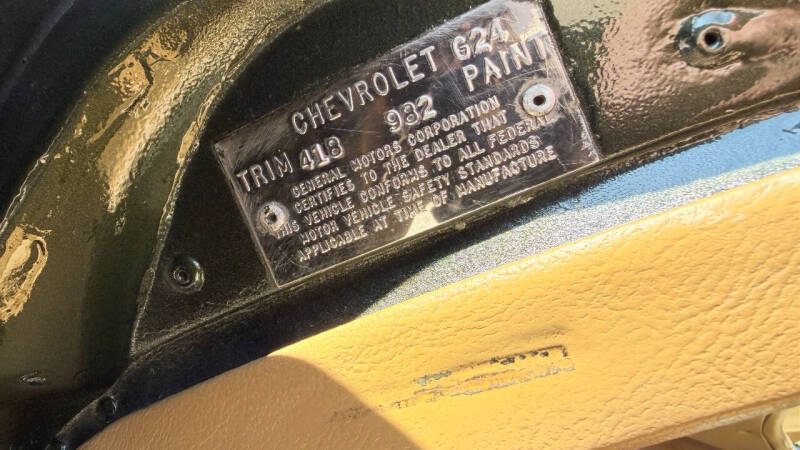 CHEVROLET G24
TRIM 418 982 PAINT
GENERAL MOTORS CORPORATION
CERTIFIES TO THE DEALER THAT
THIS VEHICLE CONFORMS TO ALL FEDERAL
MOTOR VEHICLE SAFETY STANDARDS
APPLICABLE AT TIME OF MANUFACTURE